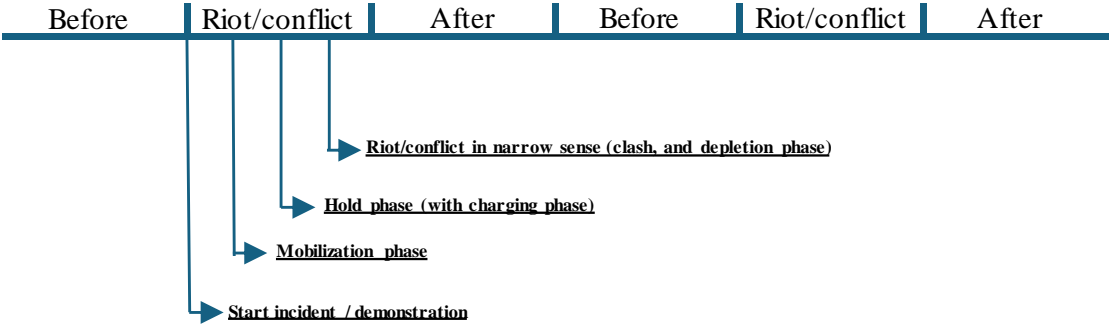 Before Riot/conflict After Before Riot/conflict After
Riot/conflict in narrow sense (clash, and depletion phase)
Hold phase (with charging phase)
Mobilization phase
Start incident / demonstration